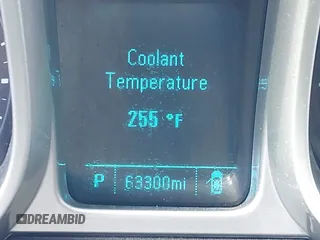 Coolant
Temperature
255 °F
P 63300mi
DREAMBID